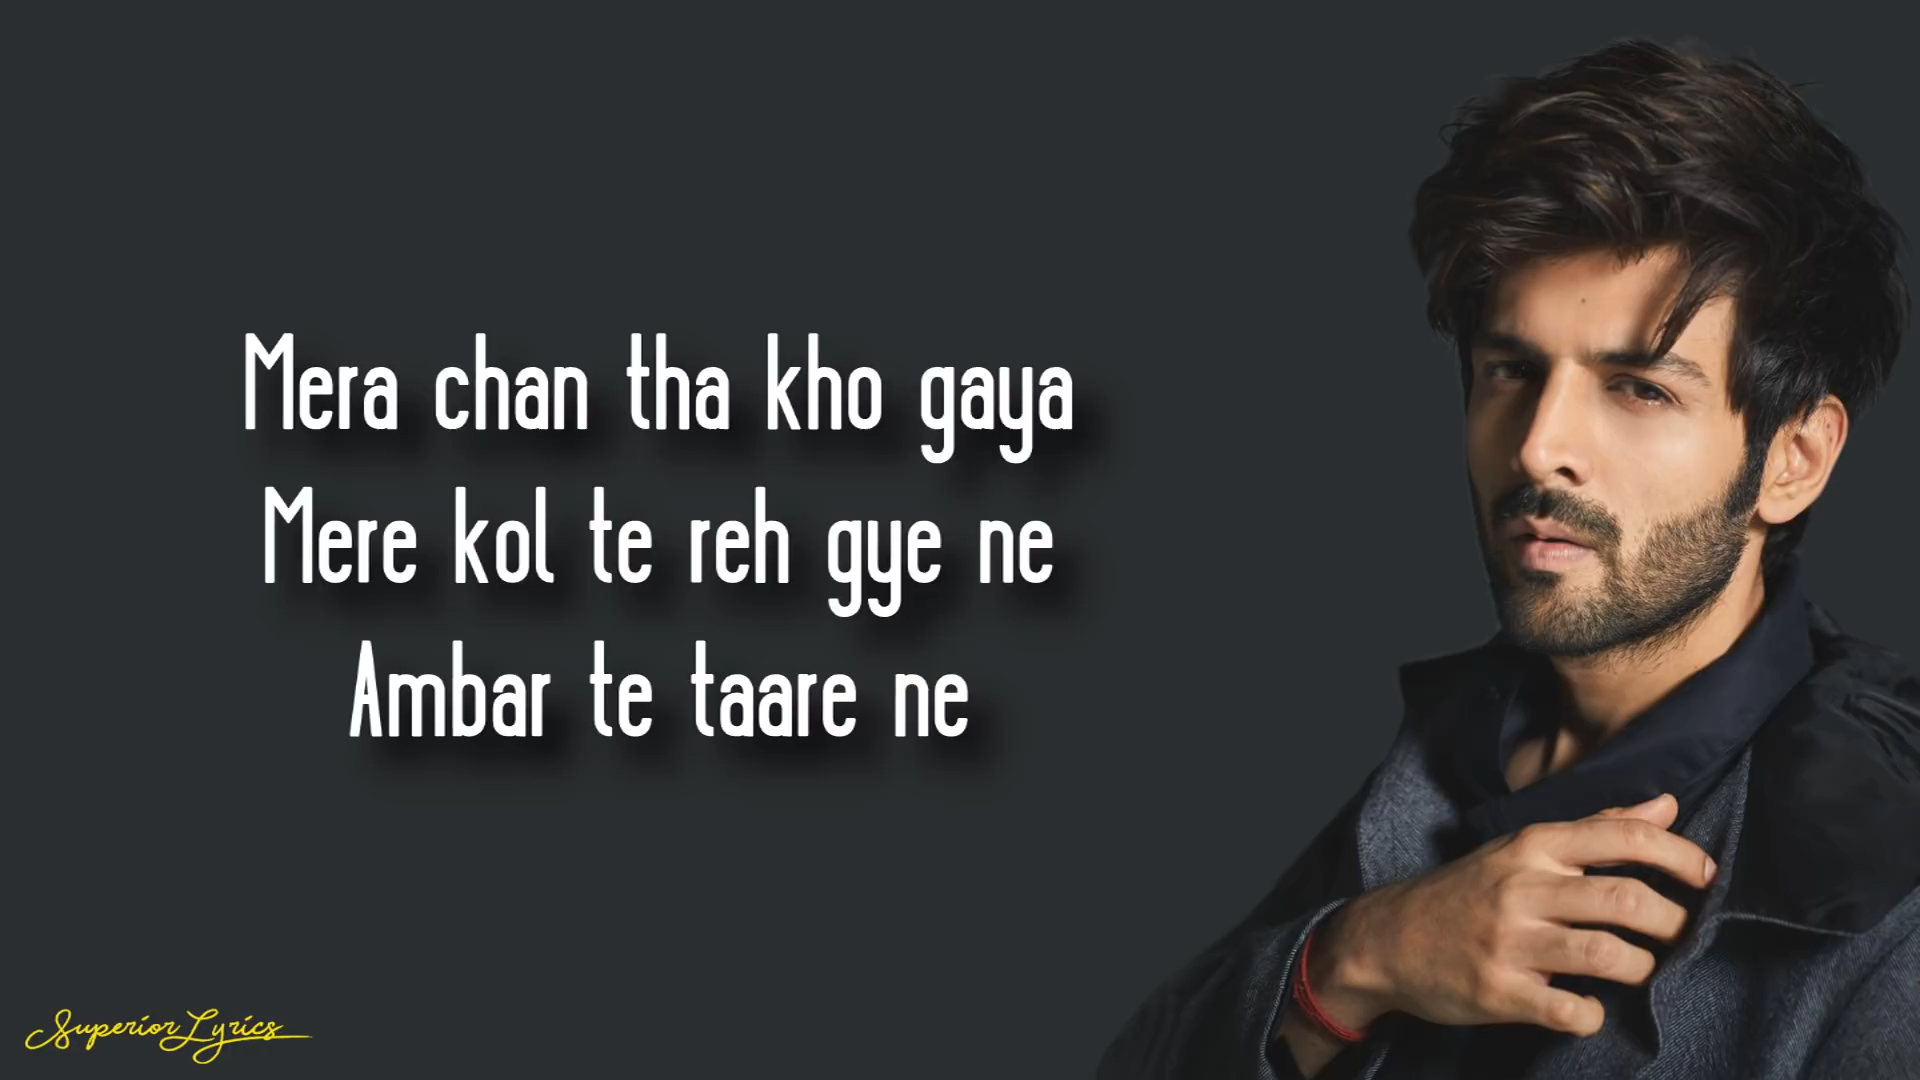 Mera chan tha kho gaya
Mere kol te reh gye ne
Ambar te taare ne
Superior Lyrics